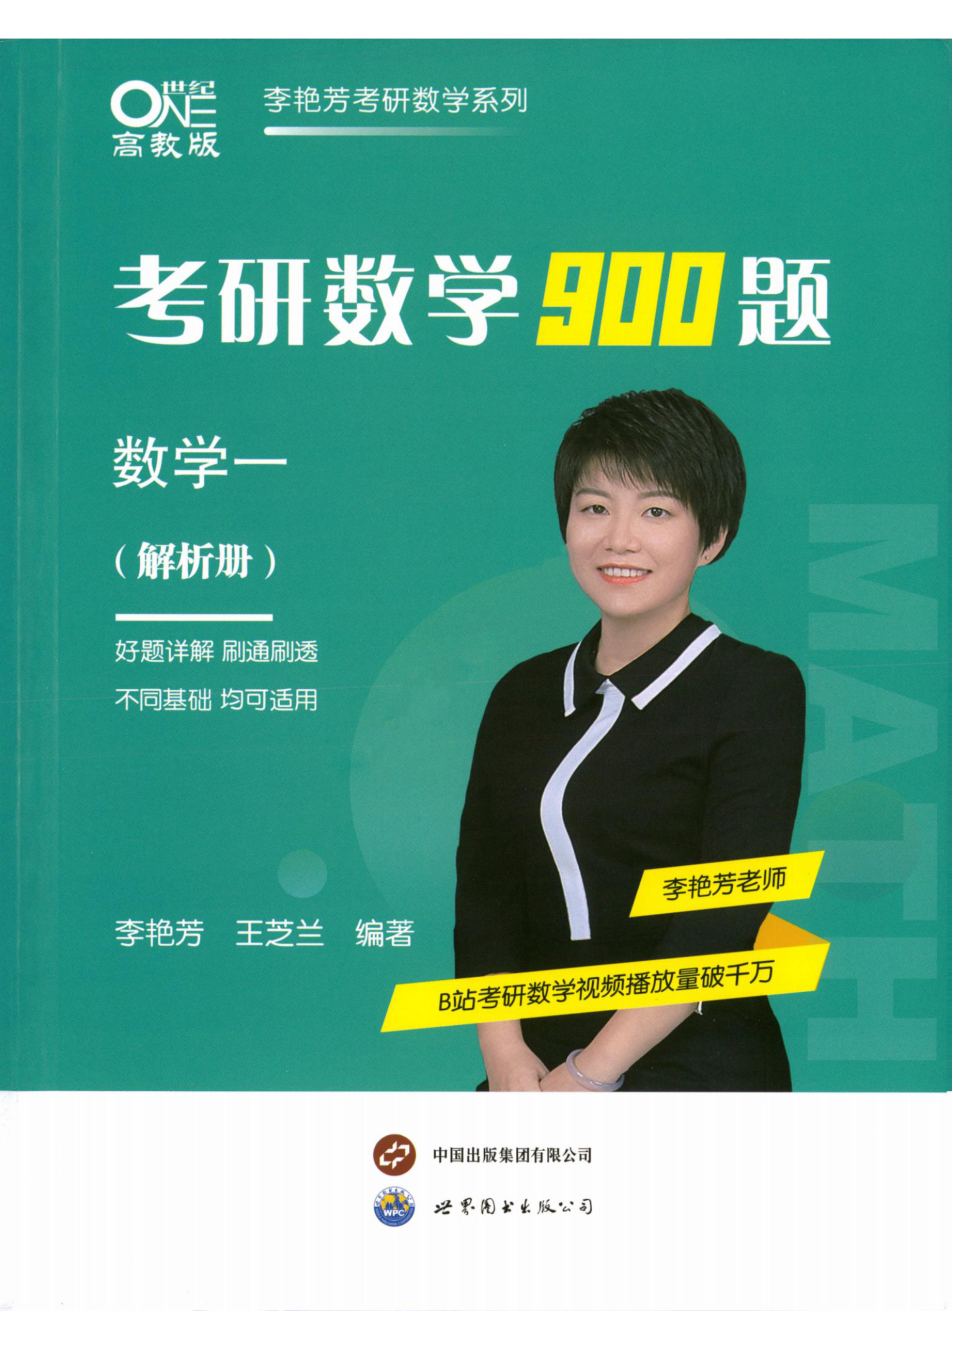 世纪
ONE
高教版
李艳芳考研数学系列
考研数学900题
数学一
（解析册）
好题详解 刷通刷透
不同基础 均可适用
MATH
李艳芳老师
李艳芳 王芝兰 编著
B站考研数学视频播放量破千万
中国出版集团有限公司
WPC
世界图书出版公司